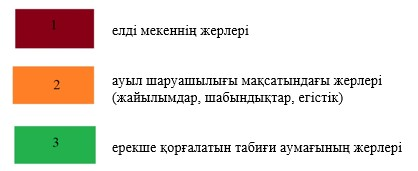 1 елді мекеннің жерлері
2 ауыл шаруашылығы мақсатындағы жерлері
(жайылымдар, шабындықтар, егістік)
3 ерекше қорғалатын табиғи аумағының жерлері